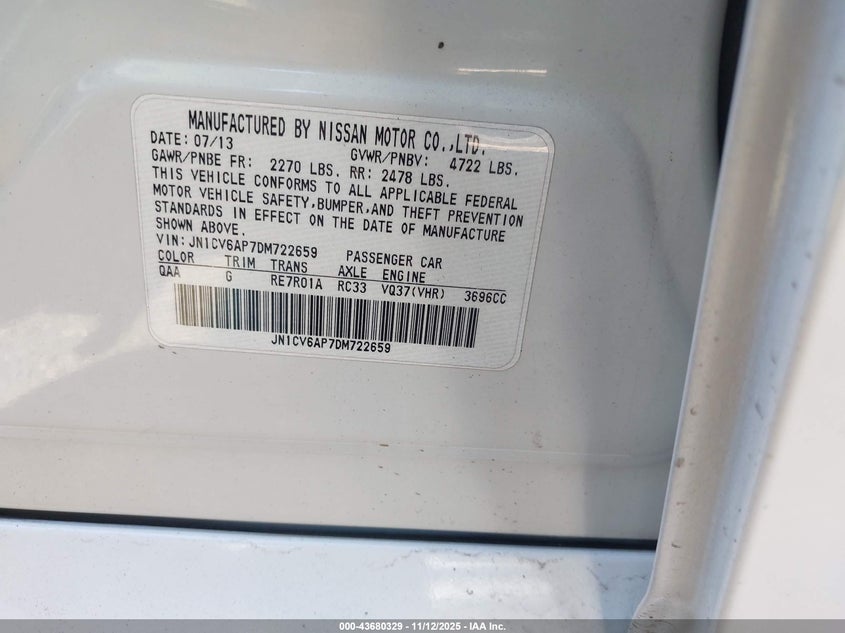 MANUFACTURED BY NISSAN MOTOR CO.,LTD.
DATE: 07/13 GVWR/PNBV: 4722 LBS.
GAWR/PNBE FR: 2270 LBS. RR: 2478 LBS.
THIS VEHICLE CONFORMS TO ALL APPLICABLE FEDERAL
MOTOR VEHICLE SAFETY,BUMPER,AND THEFT PREVENTION
STANDARDS IN EFFECT ON THE DATE OF MANUFACTURE
SHOWN ABOVE.
VIN:JN1CV6AP7DM722659 PASSENGER CAR
COLOR TRIM TRANS AXLE ENGINE
QAA G RE7R01A RC33 VQ37(VHR) 3696CC
JN1CV6AP7DM722659
000-43680329 - 11/12/2025 - IAA Inc.